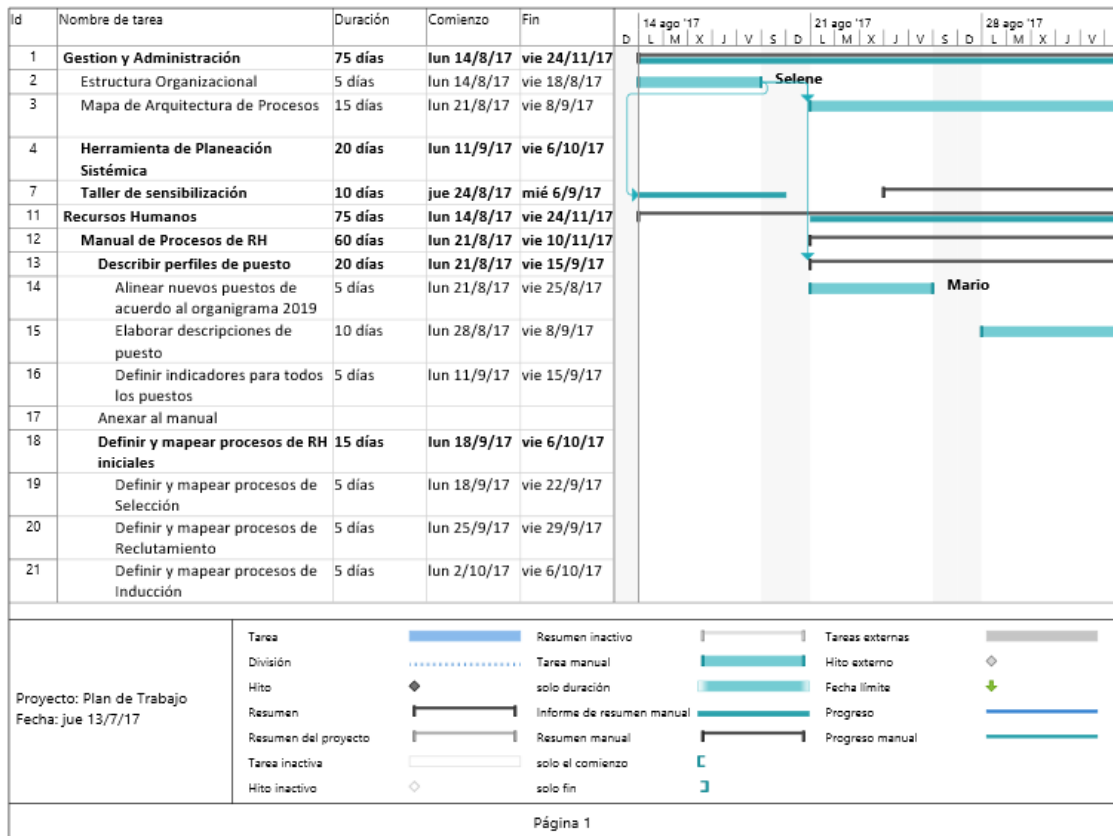 Id Nombre de tarea Duración Comienzo Fin 14 ago '17 21 ago '17 28 ago '17
D L M X J V S D L M X J V S D L M X J V
1 Gestion y Administración 75 días lun 14/8/17 vie 24/11/17
2 Estructura Organizacional 5 días lun 14/8/17 vie 18/8/17 Selene
3 Mapa de Arquitectura de Procesos 15 días lun 21/8/17 vie 8/9/17
4 Herramienta de Planeación 20 días lun 11/9/17 vie 6/10/17
Sistémica
7 Taller de sensibilización 10 días jue 24/8/17 mié 6/9/17
11 Recursos Humanos 75 días lun 14/8/17 vie 24/11/17
12 Manual de Procesos de RH 60 días lun 21/8/17 vie 10/11/17
13 Describir perfiles de puesto 20 días lun 21/8/17 vie 15/9/17
14 Alinear nuevos puestos de 5 días lun 21/8/17 vie 25/8/17 Mario
acuerdo al organigrama 2019
15 Elaborar descripciones de 10 días lun 28/8/17 vie 8/9/17
puesto
16 Definir indicadores para todos 5 días lun 11/9/17 vie 15/9/17
los puestos
17 Anexar al manual
18 Definir y mapear procesos de RH 15 días lun 18/9/17 vie 6/10/17
iniciales
19 Definir y mapear procesos de 5 días lun 18/9/17 vie 22/9/17
Selección
20 Definir y mapear procesos de 5 días lun 25/9/17 vie 29/9/17
Reclutamiento
21 Definir y mapear procesos de 5 días lun 2/10/17 vie 6/10/17
Inducción
Proyecto: Plan de Trabajo
Fecha: jue 13/7/17
Tarea Resumen inactivo Tareas externas
División Tarea manual Hito externo
Hito solo duración Fecha límite
Resumen Informe de resumen manual Progreso
Resumen del proyecto Resumen manual Progreso manual
Tarea inactiva solo el comienzo
Hito inactivo solo fin
Página 1